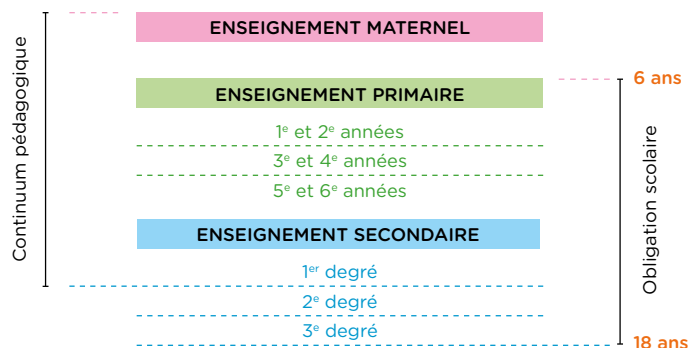 ENSEIGNEMENT MATERNEL
6 ans
ENSEIGNEMENT PRIMAIRE
1ᵉ et 2ᵉ années
3ᵉ et 4ᵉ années
5ᵉ et 6ᵉ années
ENSEIGNEMENT SECONDAIRE
1ᵉʳ degré
2ᵉ degré
3ᵉ degré
18 ans
Continuum pédagogique
Obligation scolaire